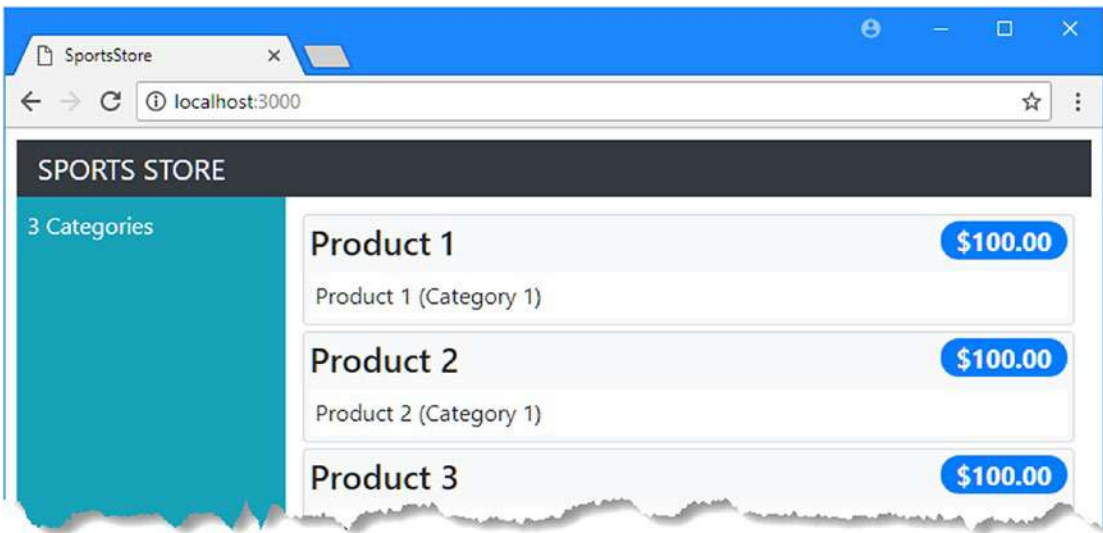 SportsStore
localhost:3000
SPORTS STORE
3 Categories
Product 1
$100.00
Product 1 (Category 1)
Product 2
$100.00
Product 2 (Category 1)
Product 3
$100.00